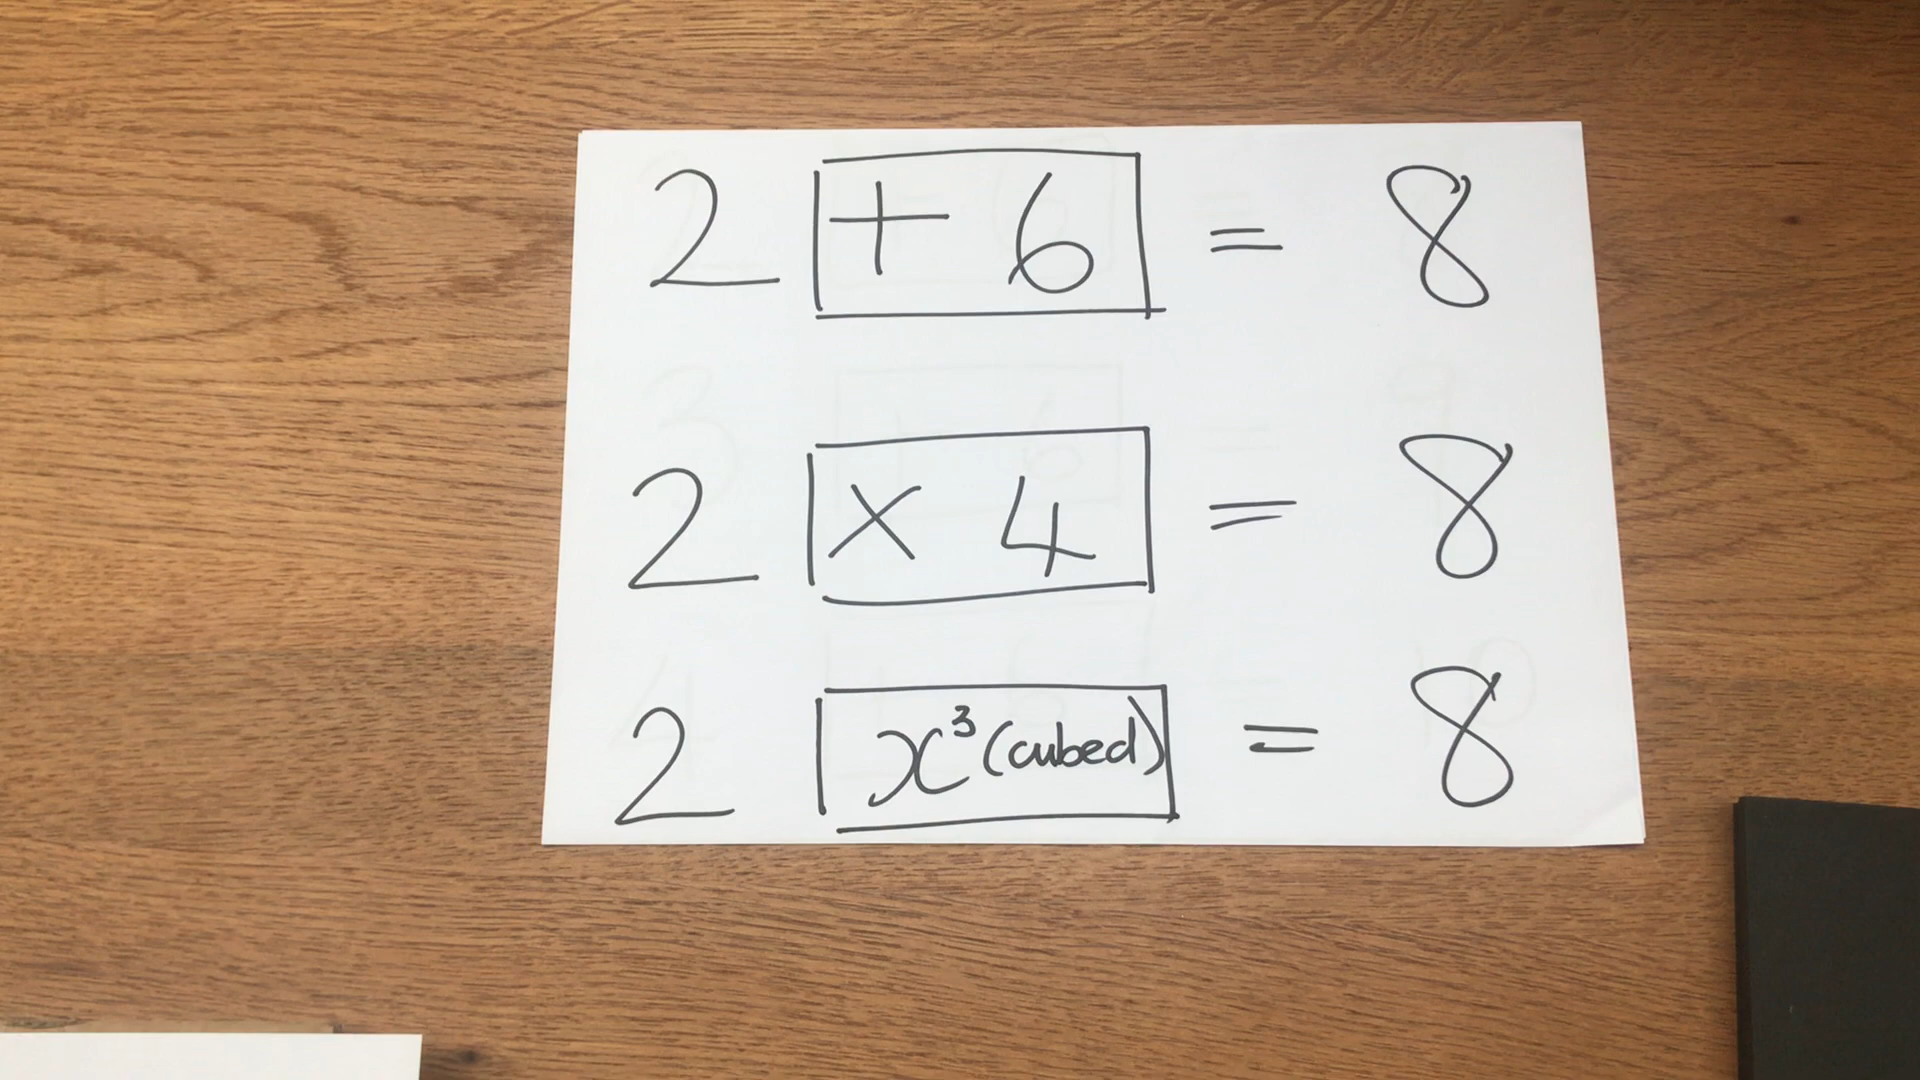 2 + 6 = 8
2 × 4 = 8
2 x³ (cubed) = 8